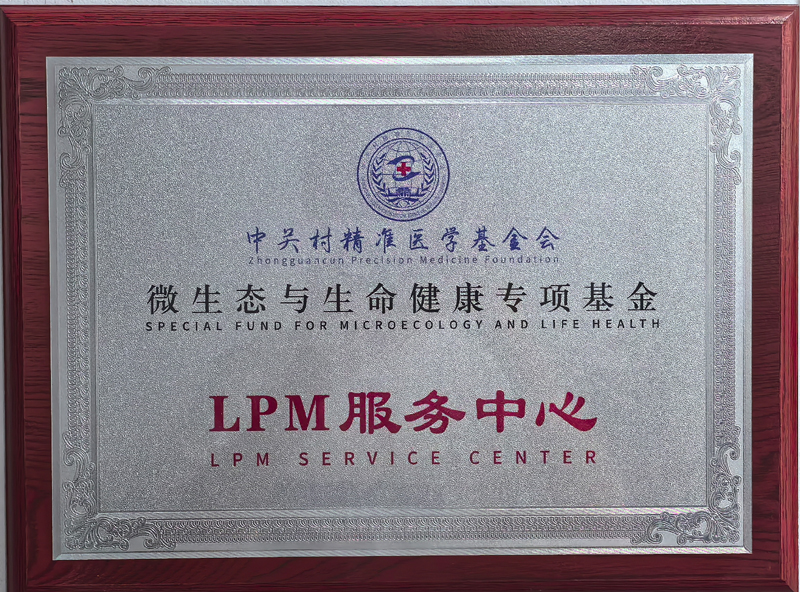 中关村精准医学基金会
Zhongguancun Precision Medicine Foundation
微生态与生命健康专项基金
SPECIAL FUND FOR MICROECOLOGY AND LIFE HEALTH
LPM服务中心
LPM SERVICE CENTER